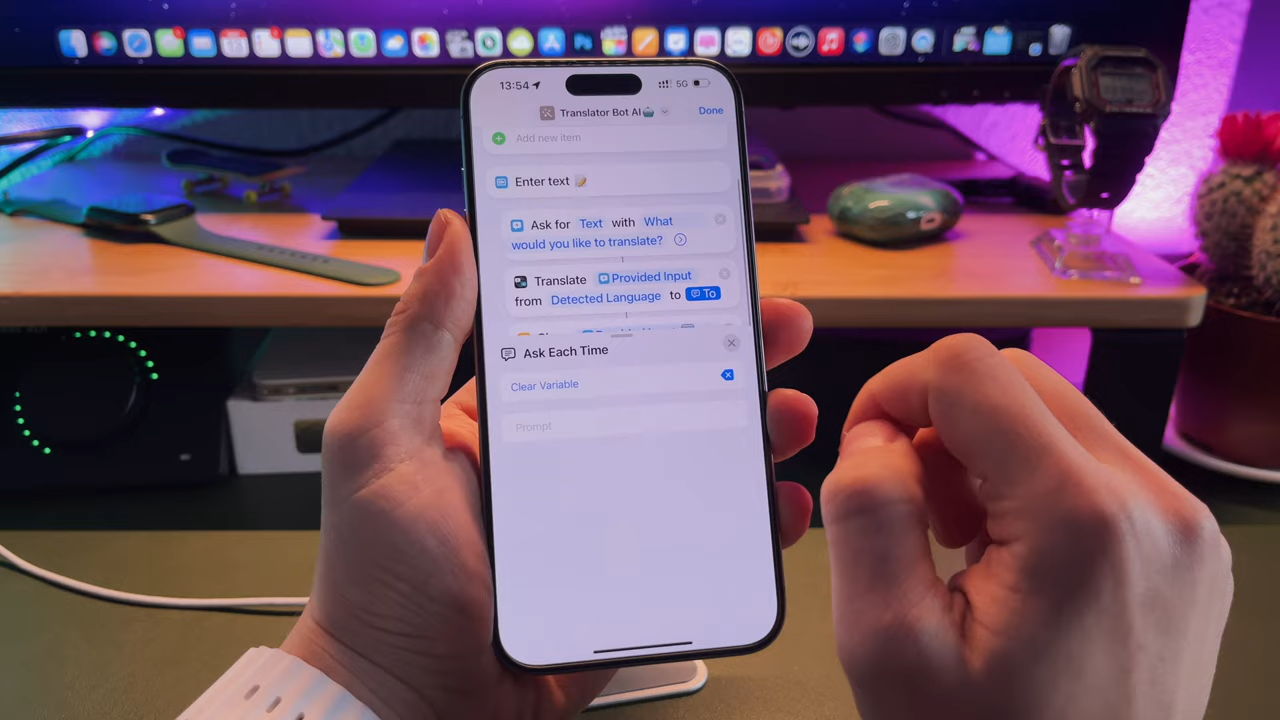 13:54
5G
Translator Bot AI🤖
Done
Add new item
Enter text 📝
Ask for Text with What
would you like to translate?
Translate Provided Input
from Detected Language to To
Ask Each Time
Clear Variable
Prompt